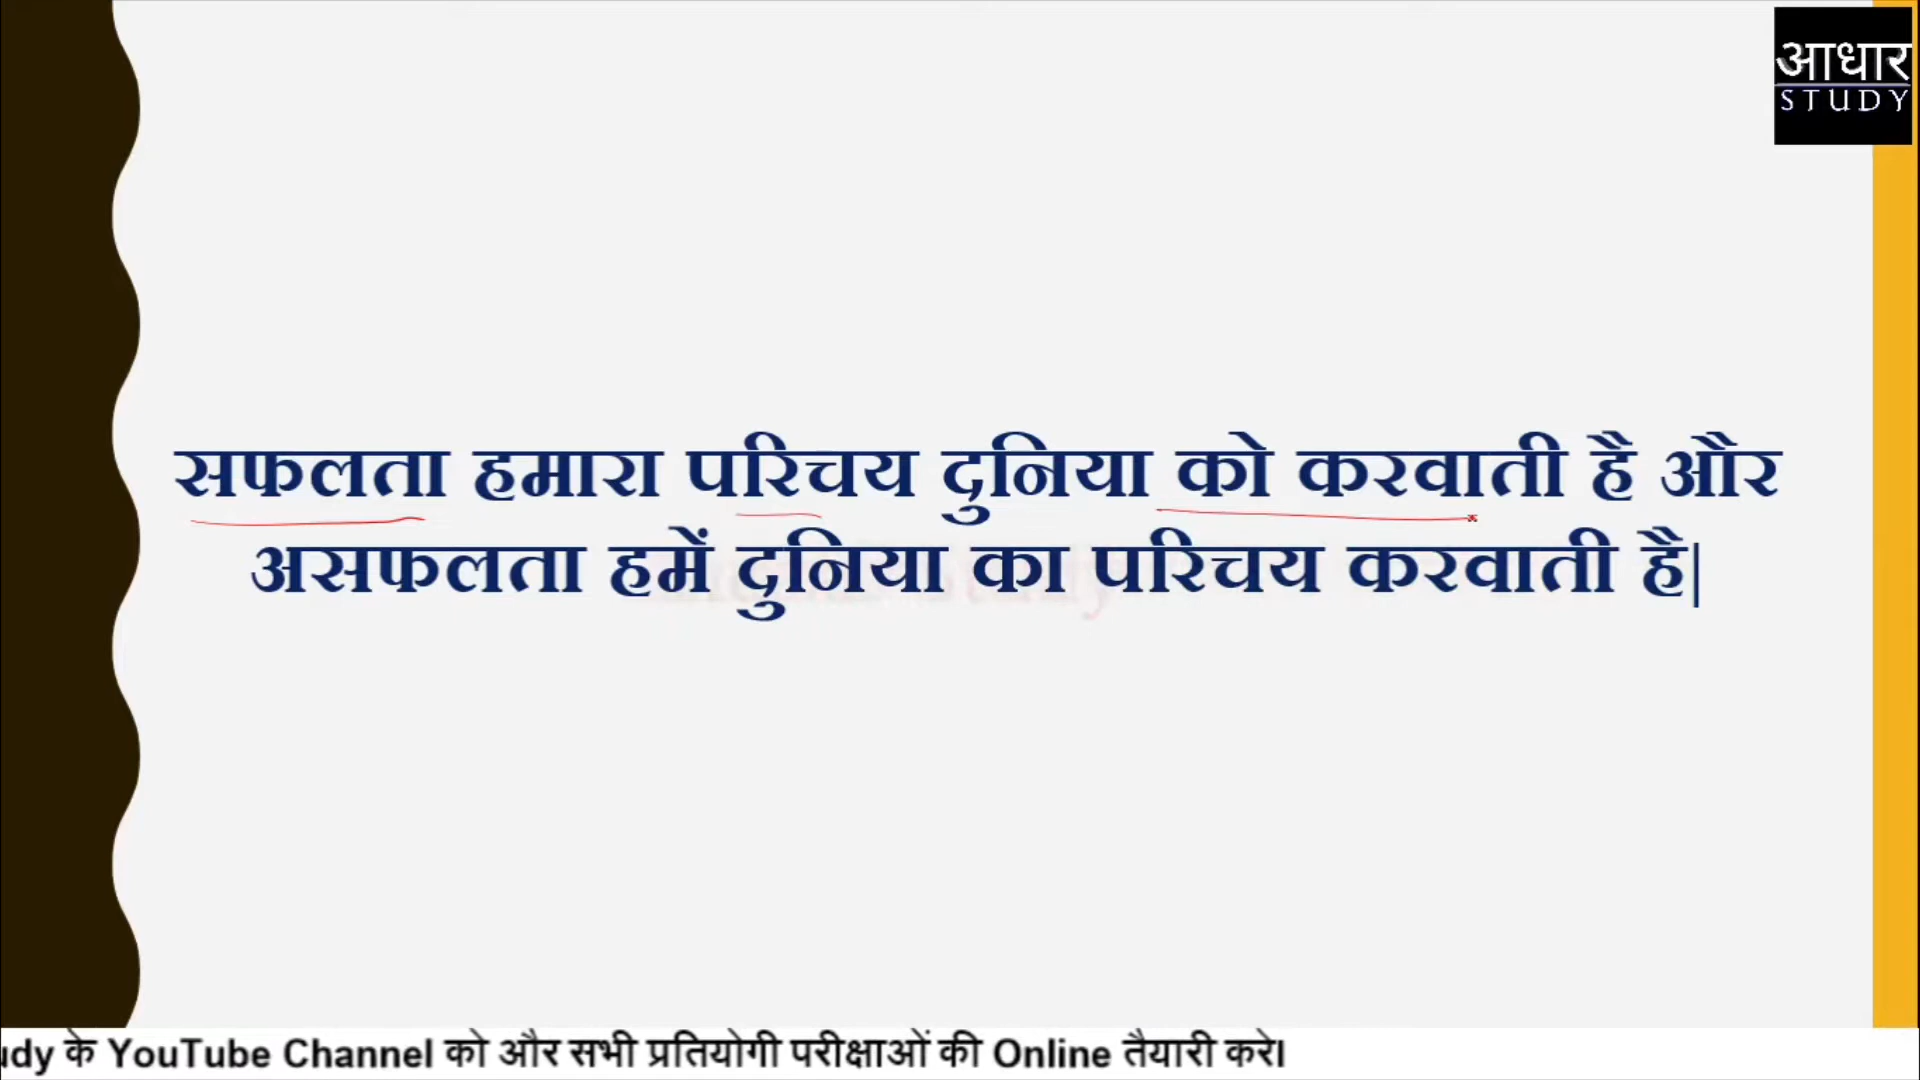 आधार
STUDY
सफलता हमारा परिचय दुनिया को करवाती है और
असफलता हमें दुनिया का परिचय करवाती है|
के YouTube Channel को और सभी प्रतियोगी परीक्षाओं की Online तैयारी करे।